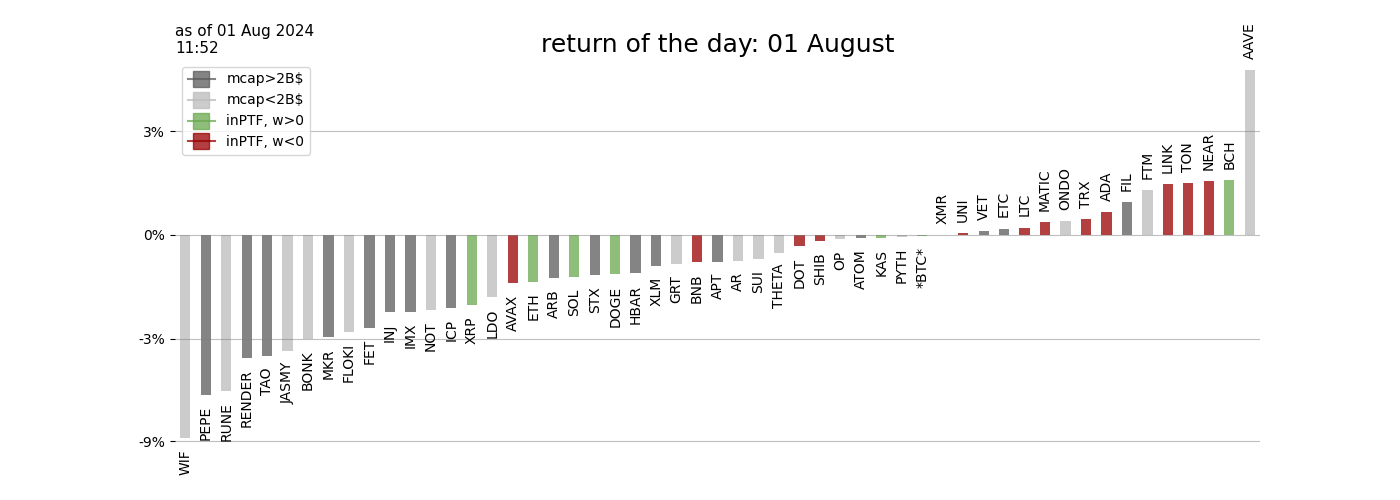 as of 01 Aug 2024
11:52
return of the day: 01 August
mcap>2B$
mcap<2B$
inPTF, w>0
inPTF, w<0
3%
0%
-3%
-9%
WIF
PEPE
RUNE
RENDER
TAO
JASMY
BONK
MKR
FLOKI
FET
INJ
IMX
NOT
ICP
XRP
LDO
AVAX
ETH
ARB
SOL
STX
DOGE
HBAR
XLM
GRT
BNB
APT
AR
SUI
THETA
DOT
SHIB
OP
ATOM
KAS
PYTH
*BTC*
XMR
UNI
VET
ETC
LTC
MATIC
ONDO
TRX
ADA
FIL
FTM
LINK
TON
NEAR
BCH
AAVE